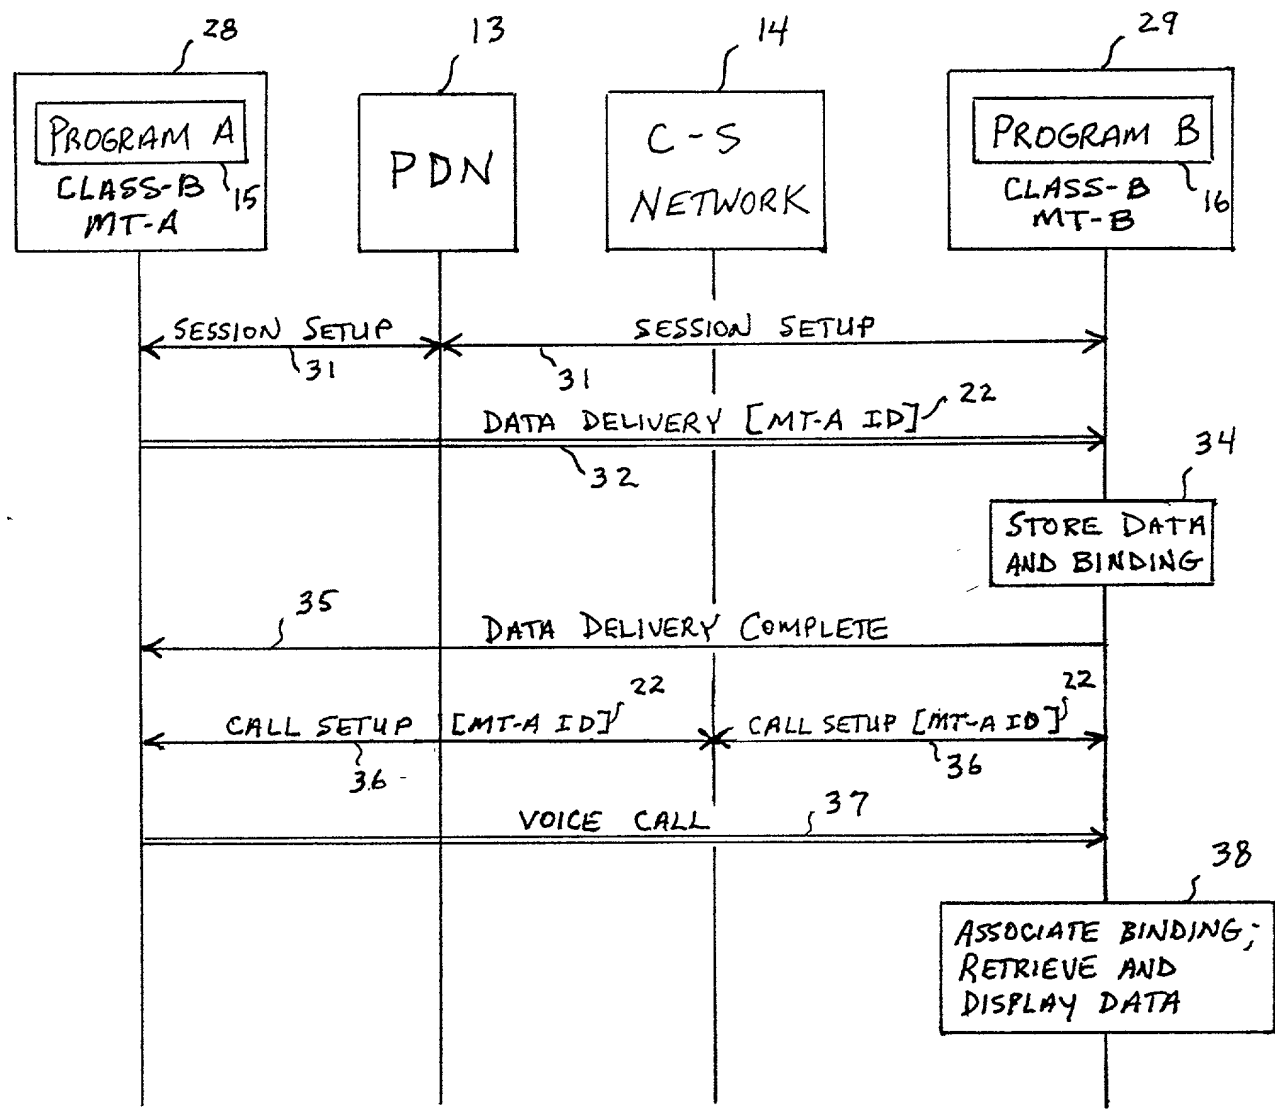 28
13
14
29
PROGRAM A
CLASS-B
MT-A
15
PDN
C-S
NETWORK
PROGRAM B
CLASS-B
MT-B
16
SESSION SETUP
31
SESSION SETUP
31
DATA DELIVERY [MT-A ID]
22
32
34
STORE DATA
AND BINDING
35
DATA DELIVERY COMPLETE
CALL SETUP [MT-A ID]
22
36
CALL SETUP [MT-A ID]
22
36
VOICE CALL
37
38
ASSOCIATE BINDING;
RETRIEVE AND
DISPLAY DATA